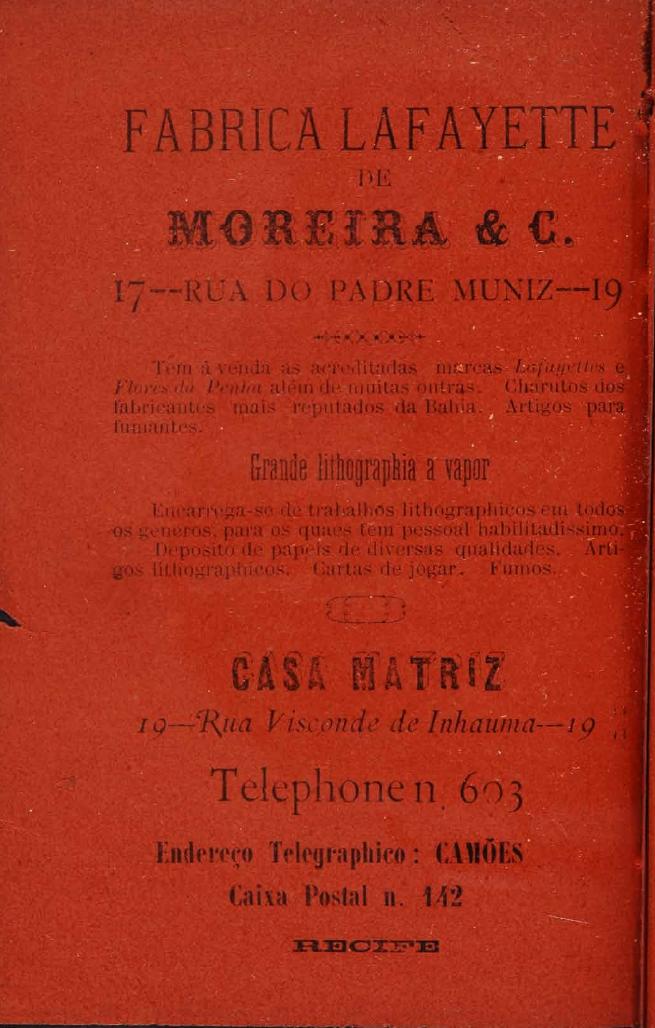 FABRICA LAFAYETTE
DE
MOREIRA & C.
17--RUA DO PADRE MUNIZ--19
Tem á venda as acreditadas marcas Lafayettes e
Flores da Penha além de muitas outras. Charutos dos
fabricantes mais reputados da Bahia. Artigos para
fumantes.
Grande lithographia a vapor
Encarrega-se de trabalhos lithographicos em todos
os generos, para os quaes tem pessoal habilitadissimo.
Deposito de papeis de diversas qualidades. Arti-
gos lithographicos. Cartas de jogar. Fumos.
CASA MATRIZ
19—Rua Visconde de Inhauma—19
Telephone n. 603
Endereço Telegraphico: CAMÕES
Caixa Postal n. 142
RECIFE